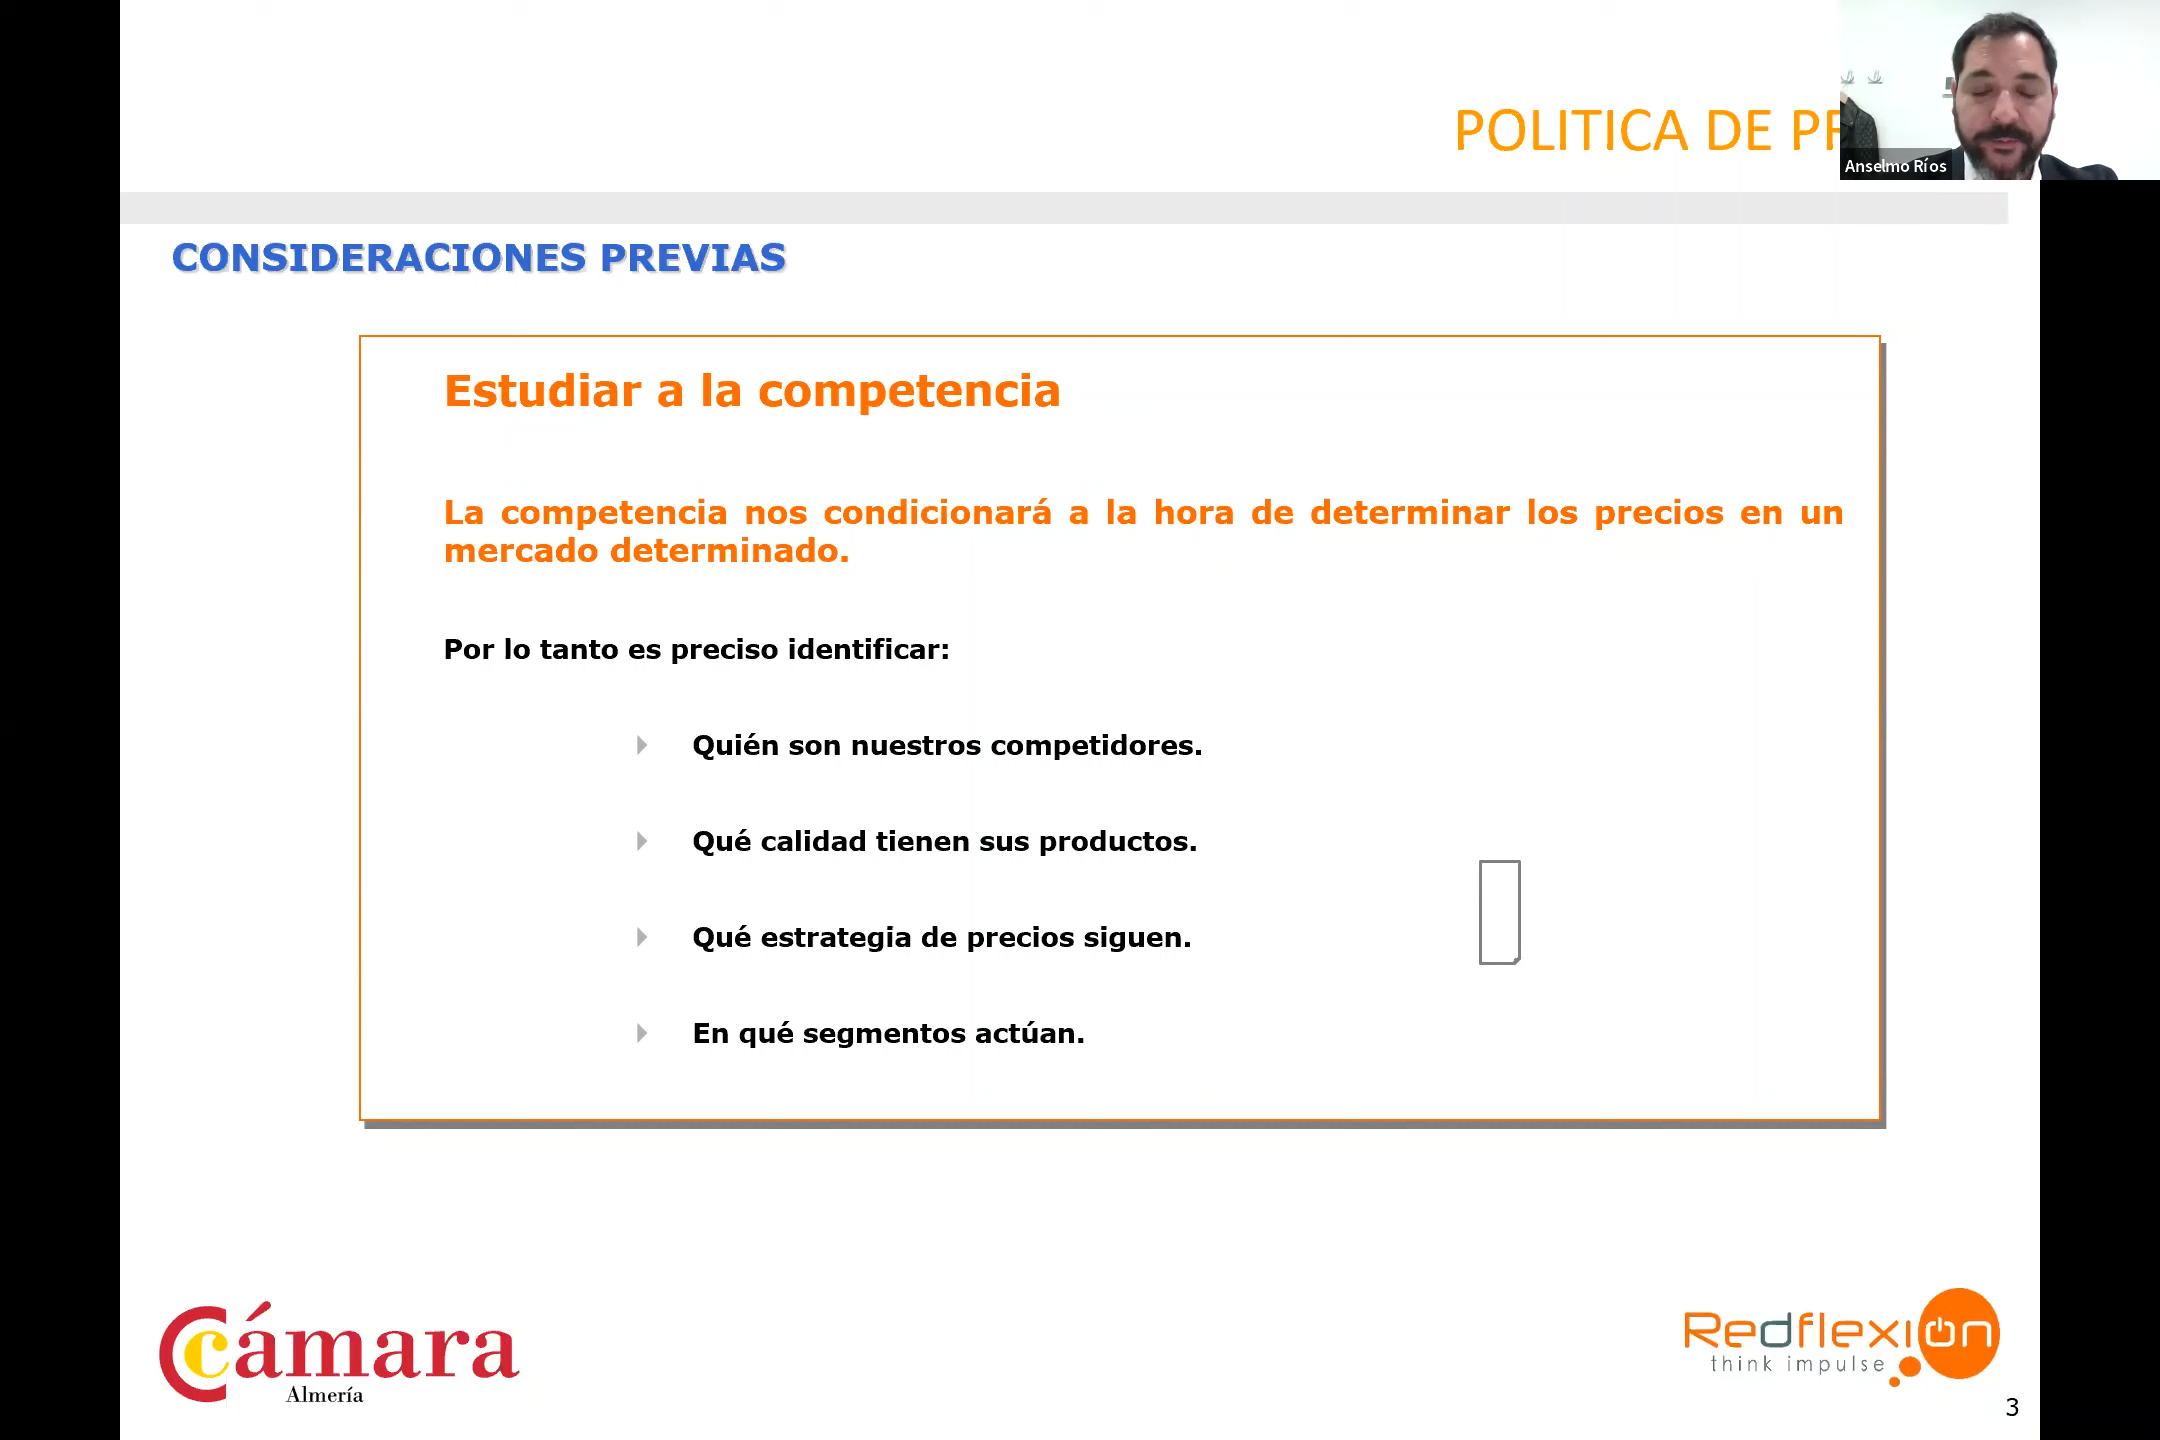 POLITICA DE
Anselmo Ríos
CONSIDERACIONES PREVIAS
Estudiar a la competencia
La competencia nos condicionará a la hora de determinar los precios en un
mercado determinado.
Por lo tanto es preciso identificar:
Quién son nuestros competidores.
Qué calidad tienen sus productos.
Qué estrategia de precios siguen.
En qué segmentos actúan.
Cámara
Almería
Redflexion
think impulse
3